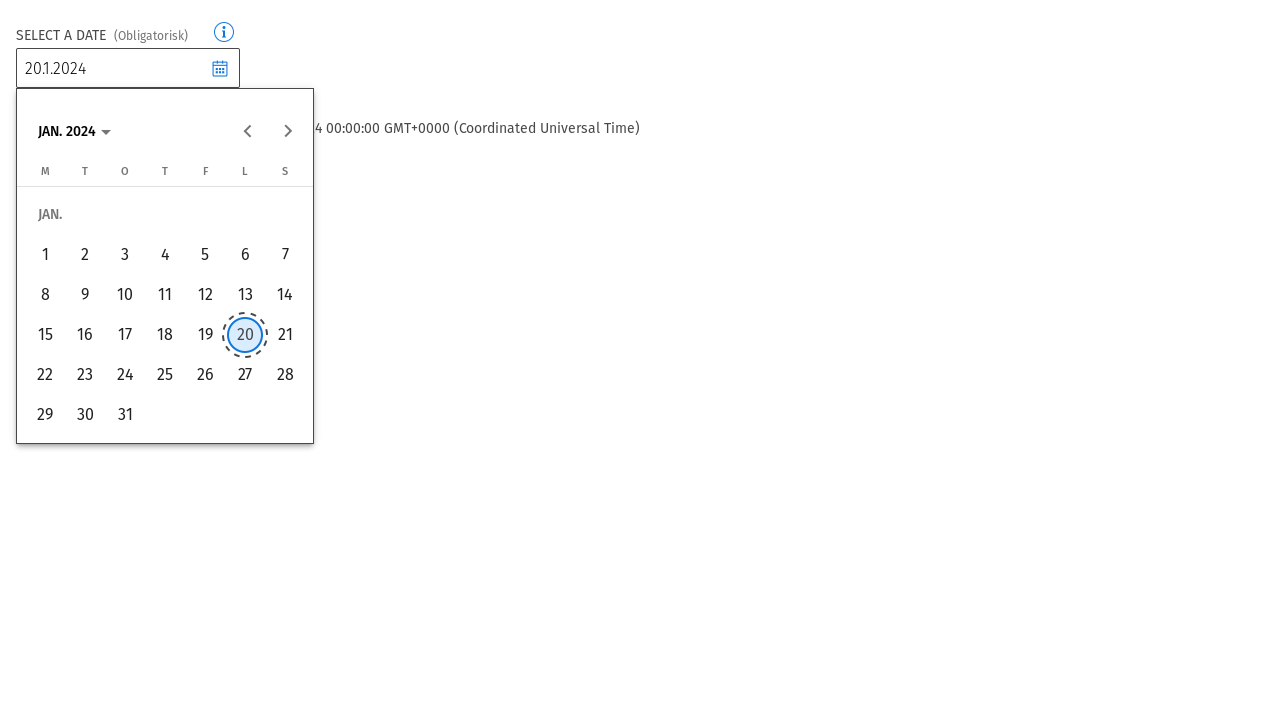 SELECT A DATE (Obligatorisk)
20.1.2024
JAN. 2024
4 00:00:00 GMT+0000 (Coordinated Universal Time)
M T O T F L S
JAN.
1 2 3 4 5 6 7
8 9 10 11 12 13 14
15 16 17 18 19 20 21
22 23 24 25 26 27 28
29 30 31